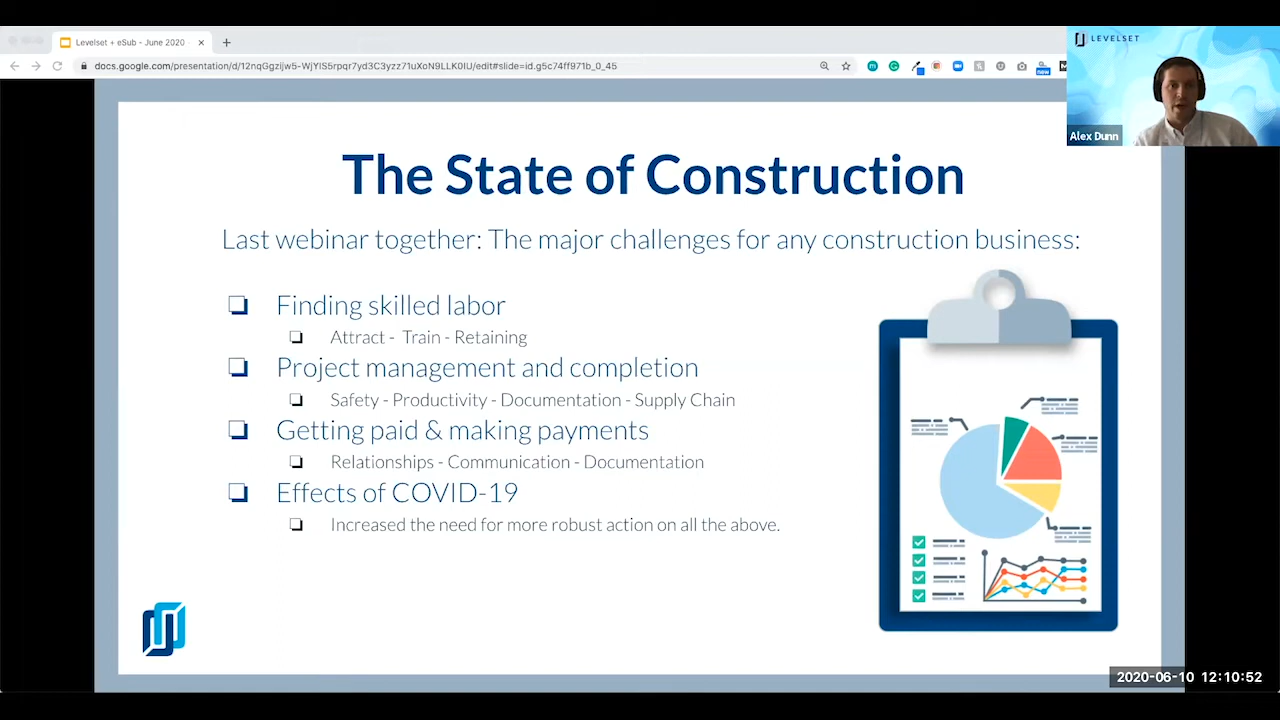 Levelset + eSub - June 2020
docs.google.com/presentation/d/12nqGgzijw5-WjYIS5rpqr7yd3C3yzz71uXoN9LLK0IU/edit#slide=id.g5c74ff971b_0_45
new
LEVELSET
Alex Dunn
The State of Construction
Last webinar together: The major challenges for any construction business:
Finding skilled labor
Attract - Train - Retaining
Project management and completion
Safety - Productivity - Documentation - Supply Chain
Getting paid & making payments
Relationships - Communication - Documentation
Effects of COVID-19
Increased the need for more robust action on all the above.
2020-06-10 12:10:52